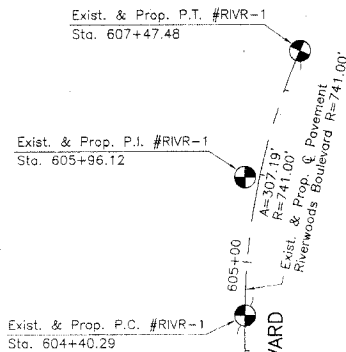 Exist. & Prop. P.T. #RIVR-1
Sta. 607+47.48
Exist. & Prop. P.I. #RIVR-1
Sta. 605+96.12
A=307.19'
R=741.00'
Exist. & Prop. ℄ Pavement
Riverwoods Boulevard R=741.00'
605+00
Exist. & Prop. P.C. #RIVR-1
Sta. 604+40.29